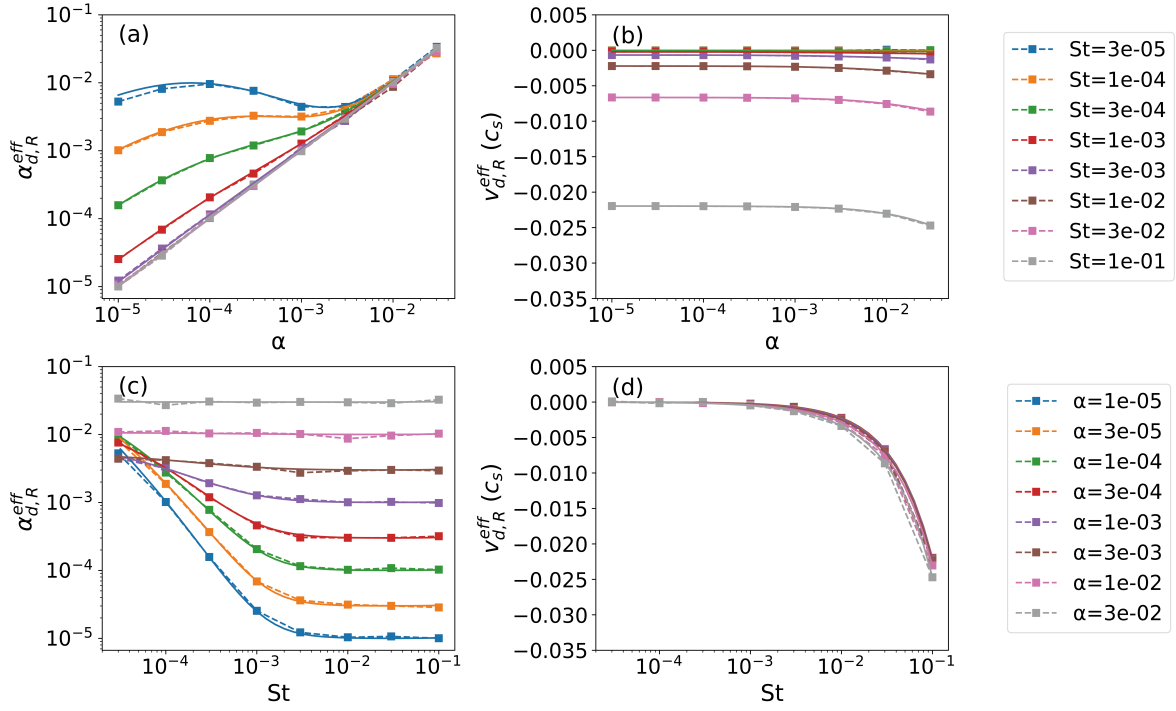 (a)
10⁻¹
10⁻²
10⁻³
10⁻⁴
10⁻⁵
α^{eff}_{d,R}
10⁻⁵ 10⁻⁴ 10⁻³ 10⁻²
α
(b)
0.005
0.000
−0.005
−0.010
−0.015
−0.020
−0.025
−0.030
−0.035
v^{eff}_{d,R} (c_s)
10⁻⁵ 10⁻⁴ 10⁻³ 10⁻²
α
St=3e-05
St=1e-04
St=3e-04
St=1e-03
St=3e-03
St=1e-02
St=3e-02
St=1e-01
(c)
10⁻¹
10⁻²
10⁻³
10⁻⁴
10⁻⁵
α^{eff}_{d,R}
10⁻⁴ 10⁻³ 10⁻² 10⁻¹
St
(d)
0.005
0.000
−0.005
−0.010
−0.015
−0.020
−0.025
−0.030
−0.035
v^{eff}_{d,R} (c_s)
10⁻⁴ 10⁻³ 10⁻² 10⁻¹
St
α=1e-05
α=3e-05
α=1e-04
α=3e-04
α=1e-03
α=3e-03
α=1e-02
α=3e-02